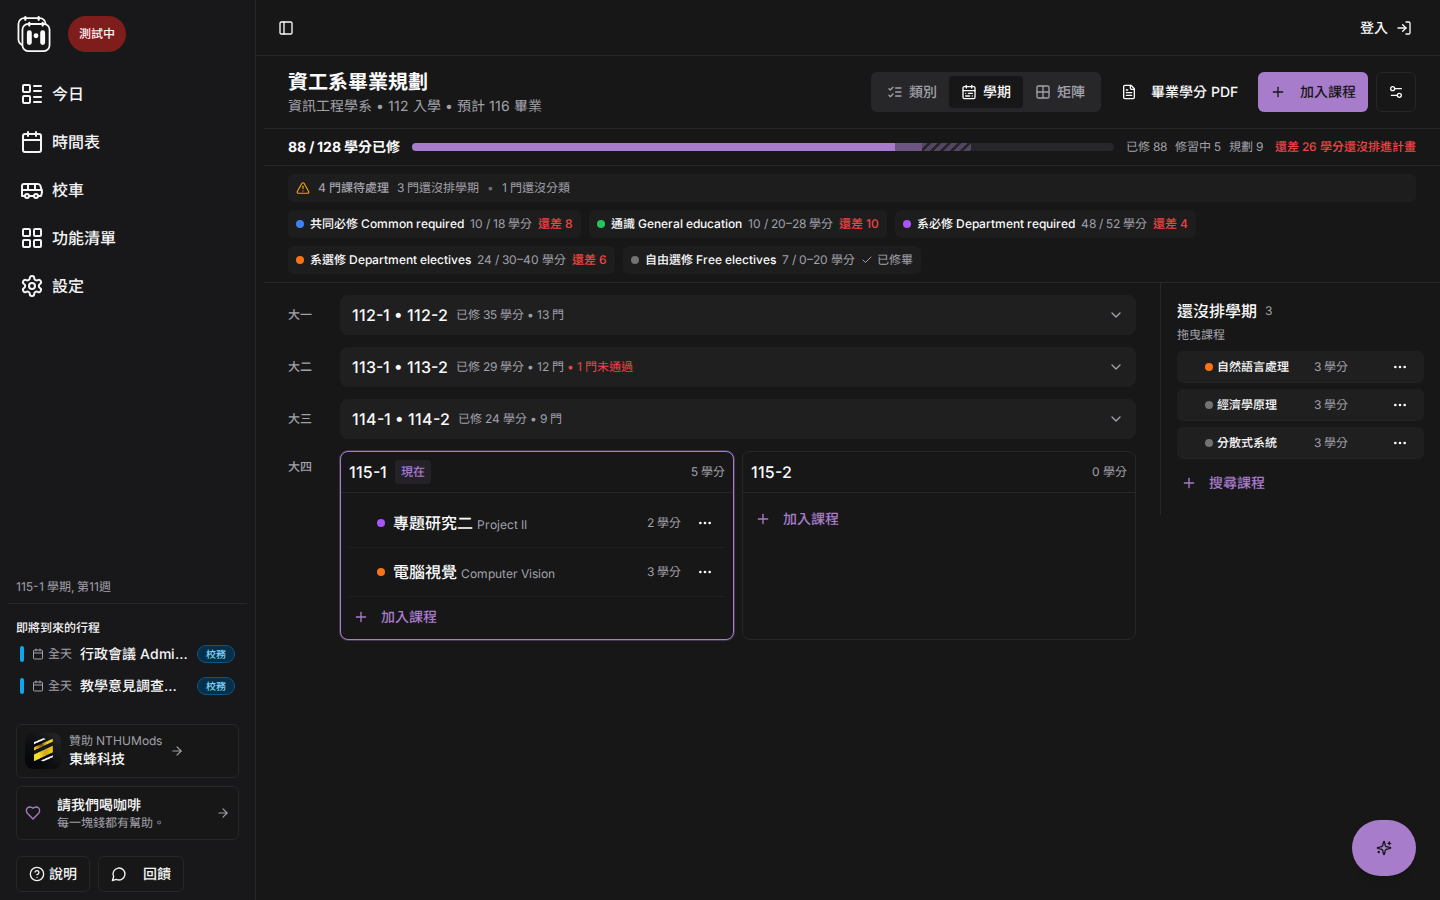 測試中
今日
時間表
校車
功能清單
設定
115-1 學期, 第11週
即將到來的行程
全天 行政會議 Admi... 校務
全天 教學意見調查... 校務
贊助 NTHUMods
東蜂科技
請我們喝咖啡
每一塊錢都有幫助。
說明 回饋
登入
資工系畢業規劃
資訊工程學系 • 112 入學 • 預計 116 畢業
類別 學期 矩陣 畢業學分 PDF 加入課程
88 / 128 學分已修 已修 88 修習中 5 規劃 9 還差 26 學分還沒排進計畫
4 門課待處理 3 門還沒排學期 • 1 門還沒分類
共同必修 Common required 10 / 18 學分 還差 8 通識 General education 10 / 20–28 學分 還差 10 系必修 Department required 48 / 52 學分 還差 4
系選修 Department electives 24 / 30–40 學分 還差 6 自由選修 Free electives 7 / 0–20 學分 已修畢
大一 112-1 • 112-2 已修 35 學分 • 13 門
大二 113-1 • 113-2 已修 29 學分 • 12 門 • 1 門未通過
大三 114-1 • 114-2 已修 24 學分 • 9 門
大四 115-1 現在 5 學分
專題研究二 Project II 2 學分
電腦視覺 Computer Vision 3 學分
加入課程
115-2 0 學分
加入課程
還沒排學期 3
拖曳課程
自然語言處理 3 學分
經濟學原理 3 學分
分散式系統 3 學分
搜尋課程